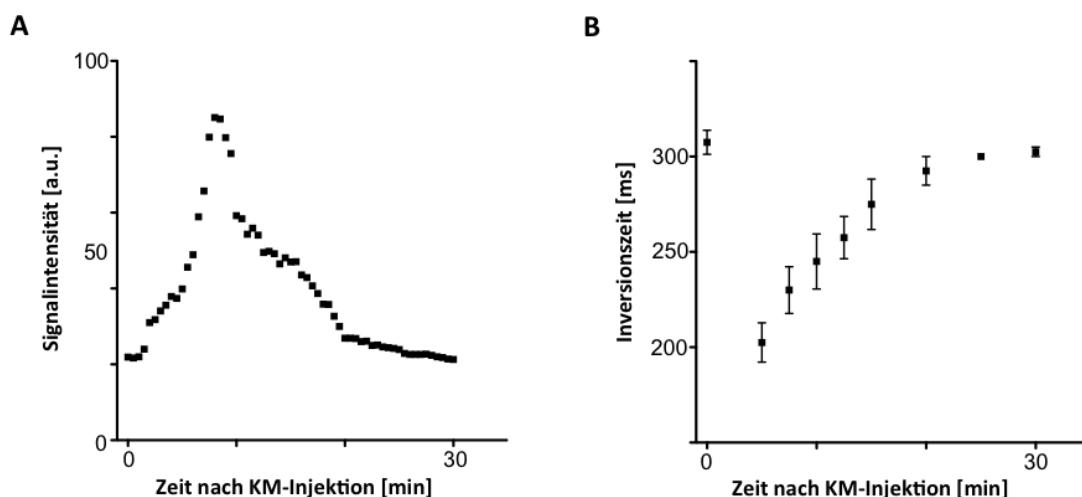 A
100
50
0
0
30
Signalintensität [a.u.]
Zeit nach KM-Injektion [min]
B
300
250
200
0
30
Inversionszeit [ms]
Zeit nach KM-Injektion [min]